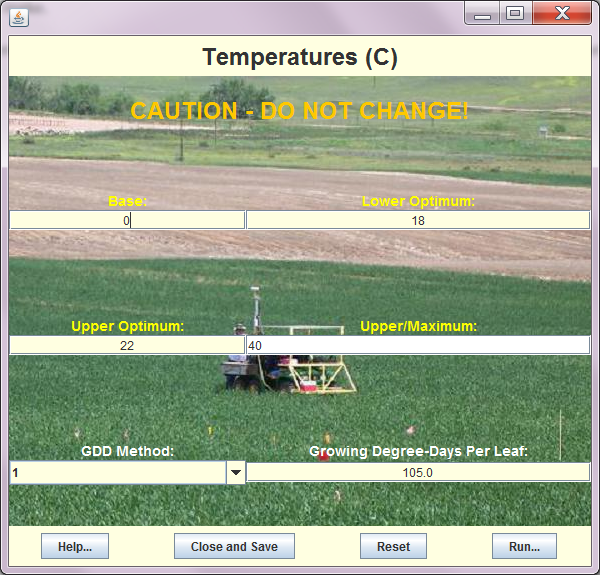 Temperatures (C)
CAUTION - DO NOT CHANGE!
Base: Lower Optimum:
0 18
Upper Optimum: Upper/Maximum:
22 40
GDD Method: Growing Degree-Days Per Leaf:
1 105.0
Help... Close and Save Reset Run...